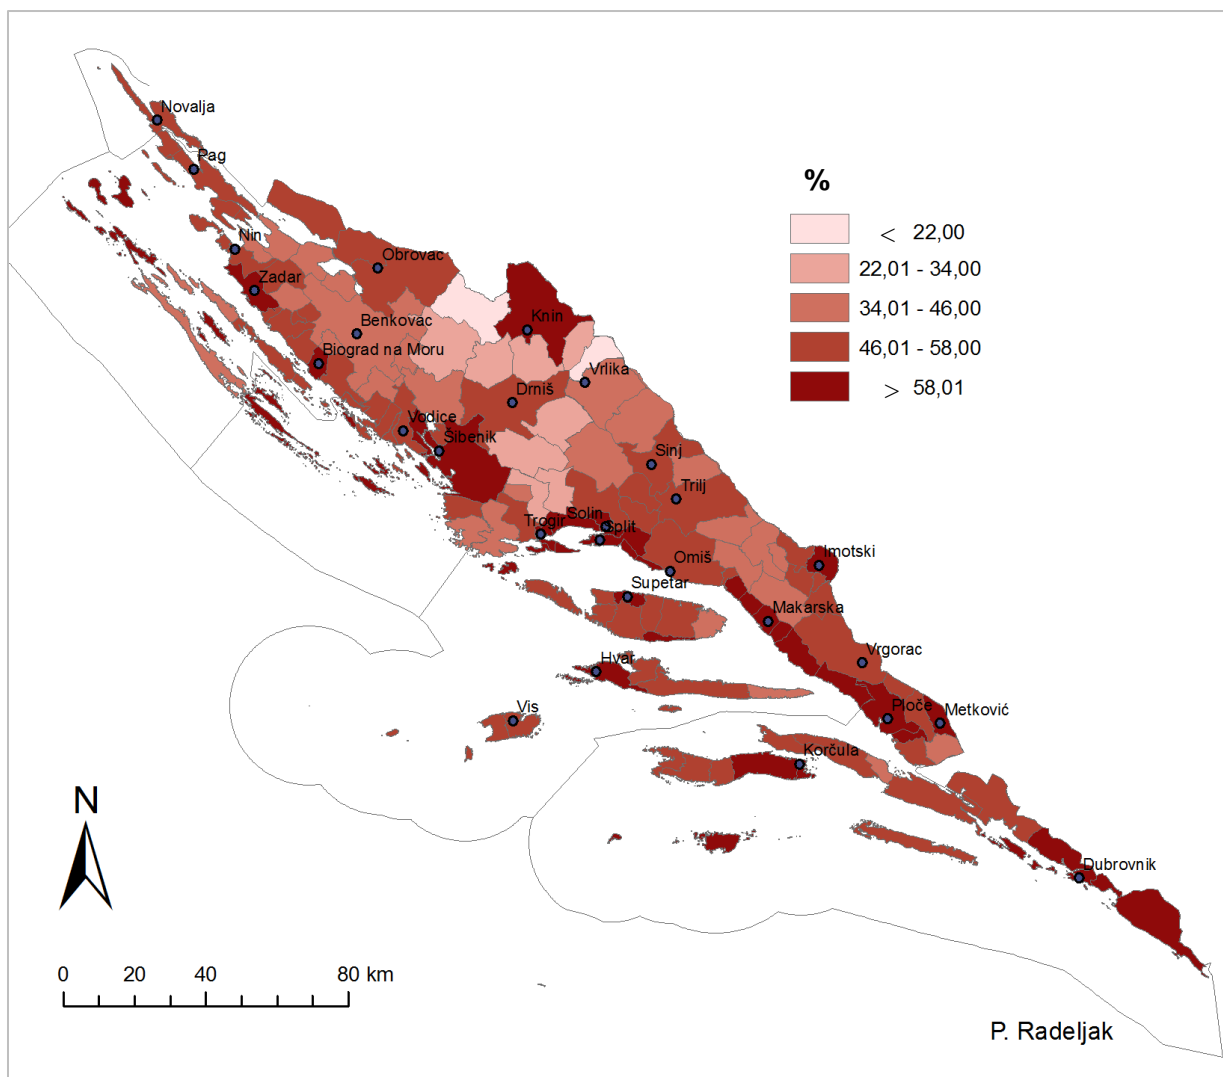 Novalja
Pag
%
< 22,00
Nin
Obrovac
22,01 - 34,00
Zadar
34,01 - 46,00
Knin
Benkovac
46,01 - 58,00
Biograd na Moru
Vrlika
> 58,01
Drniš
Vodice
Šibenik
Sinj
Trilj
Solin
Trogir
Split
Imotski
Omiš
Supetar
Makarska
Hvar
Vrgorac
Vis
Ploče
Metković
Korčula
N
Dubrovnik
0 20 40 80 km
P. Radeljak